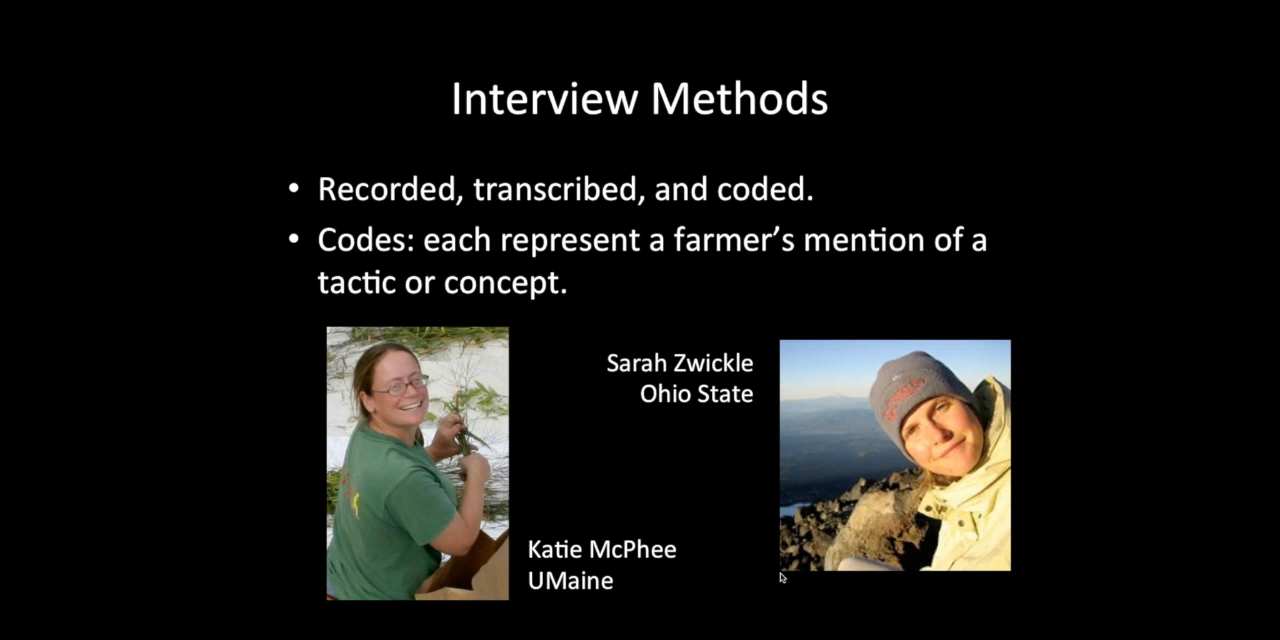 Interview Methods
• Recorded, transcribed, and coded.
• Codes: each represent a farmer’s mention of a
tactic or concept.
Sarah Zwickle
Ohio State
Katie McPhee
UMaine